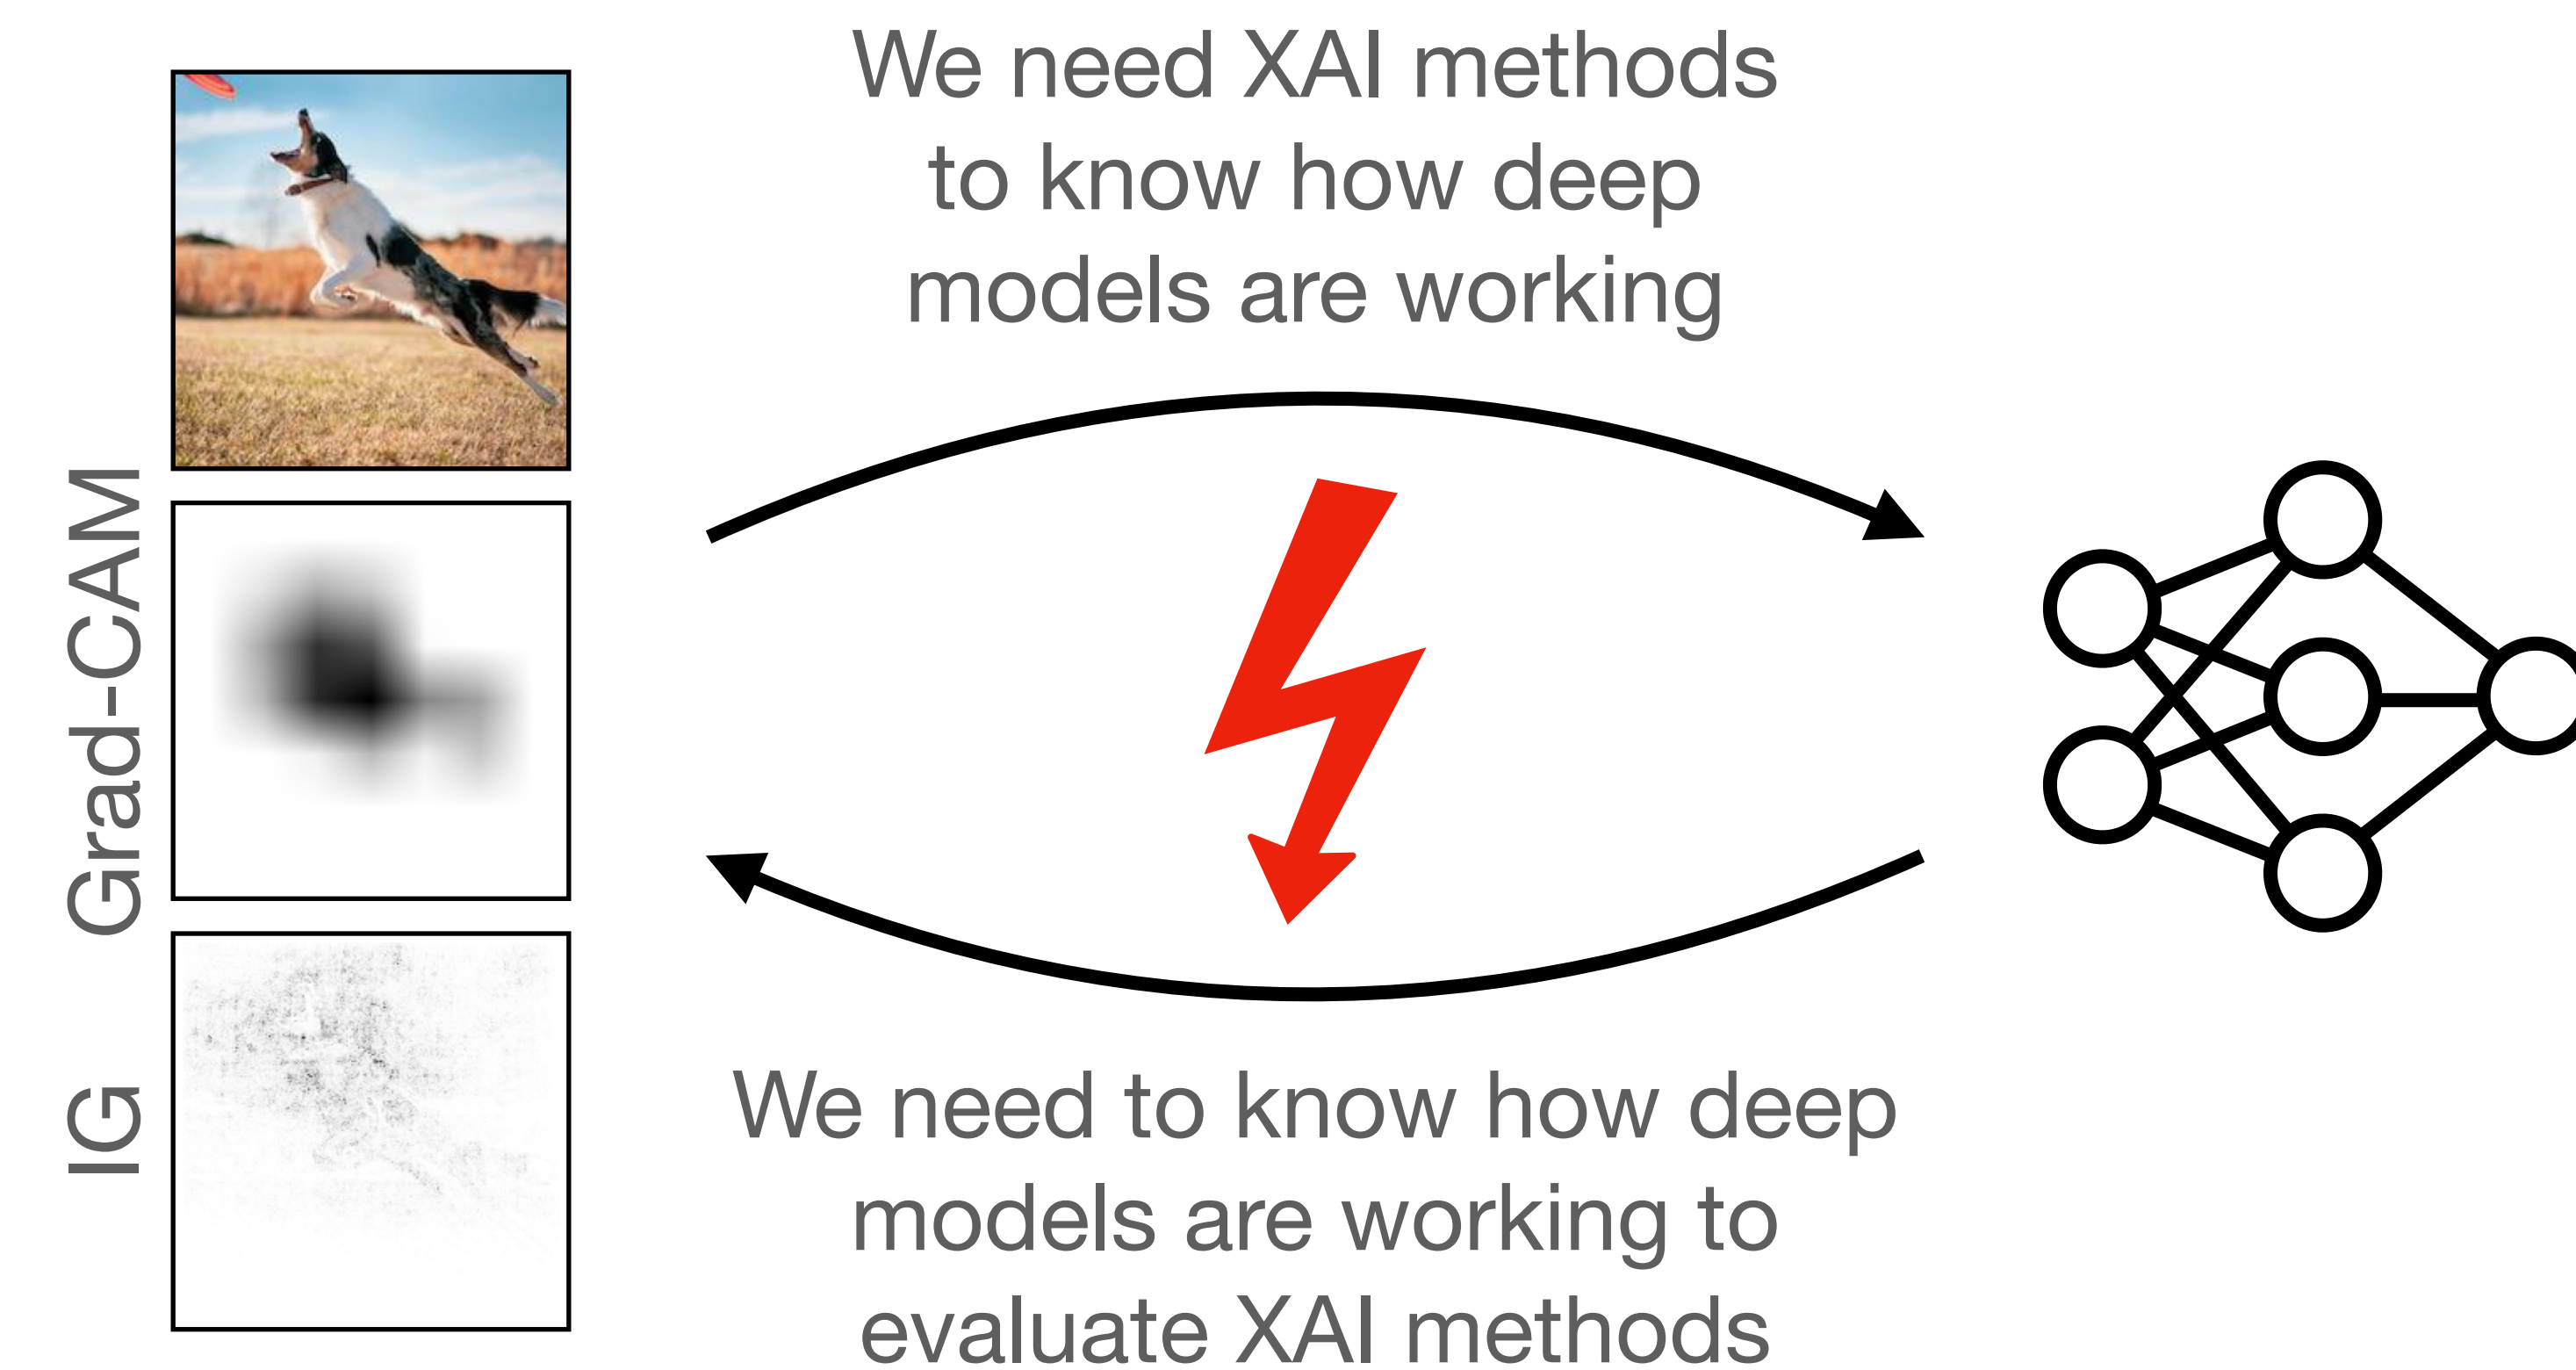 We need XAI methods
to know how deep
models are working
Grad-CAM
IG
We need to know how deep
models are working to
evaluate XAI methods